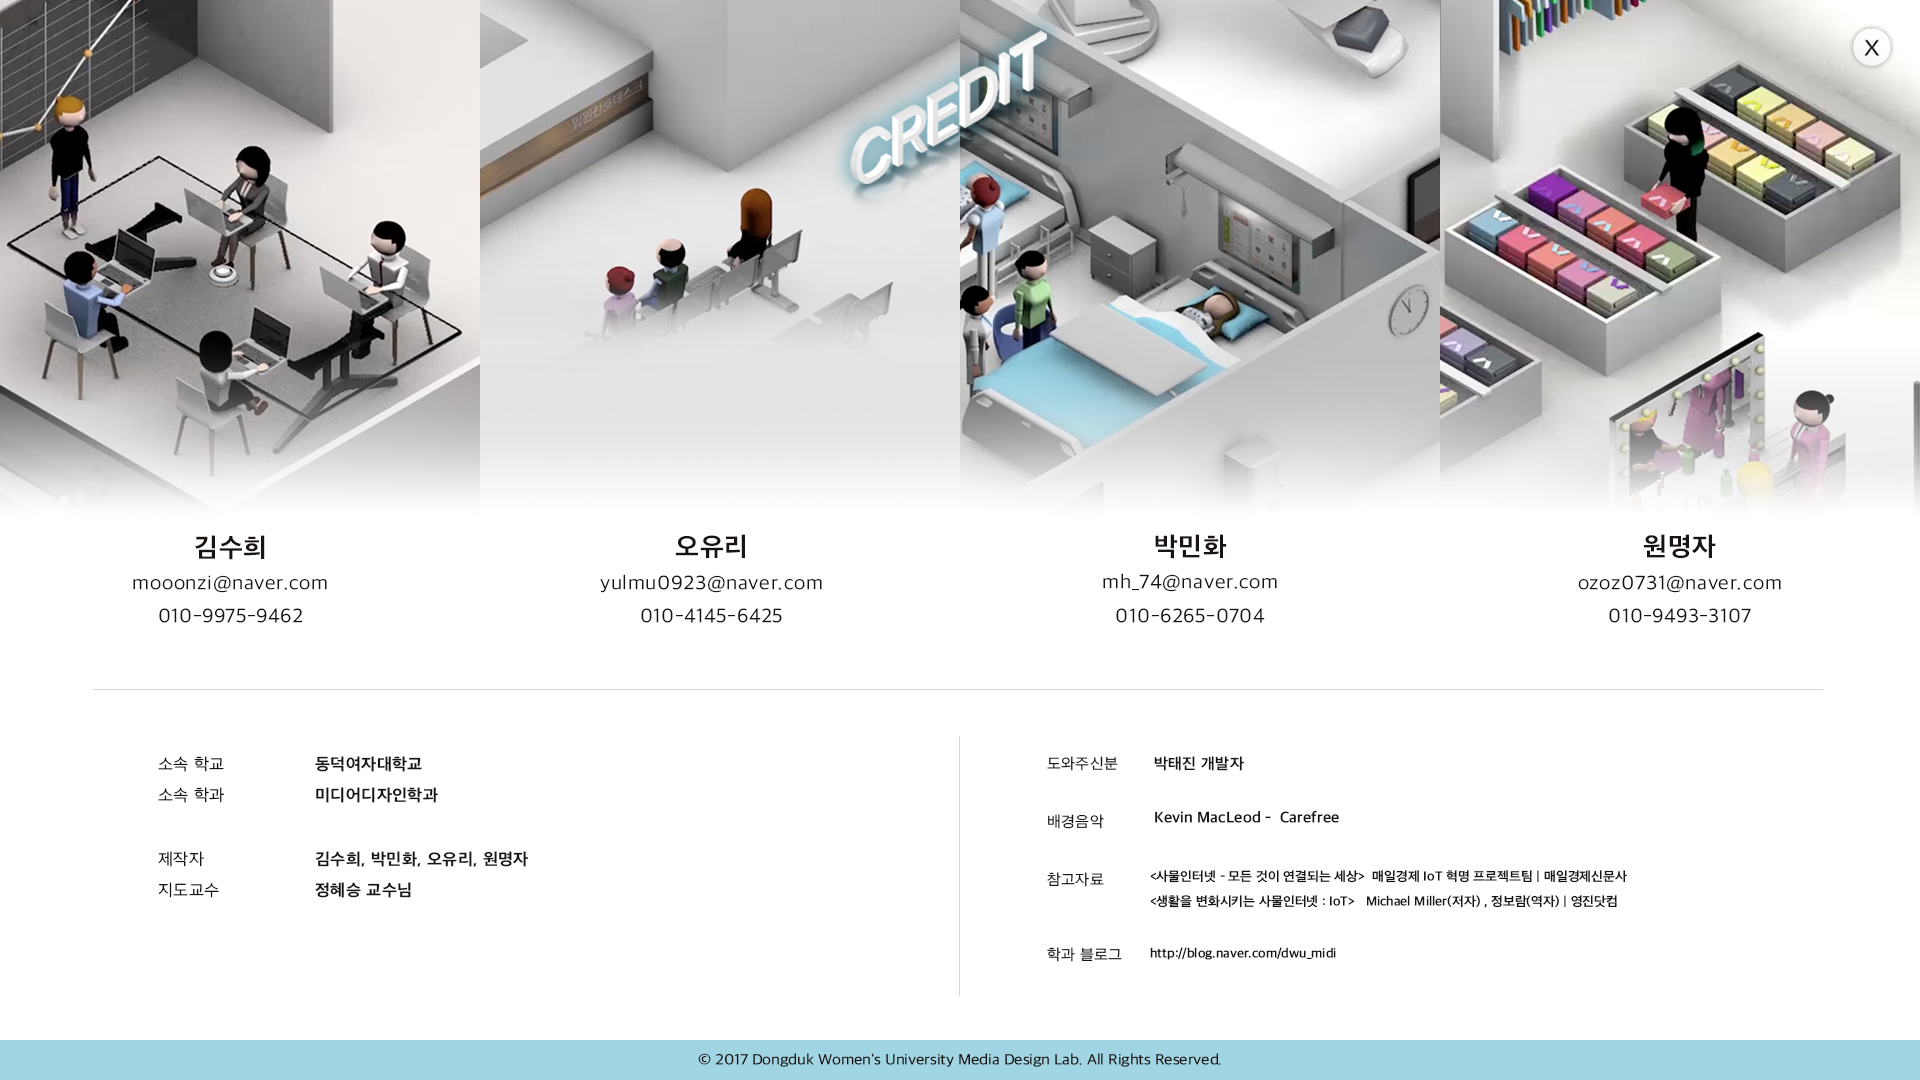 입원간호데스크
CREDIT
X
김수희
mooonzi@naver.com
010-9975-9462
오유리
yulmu0923@naver.com
010-4145-6425
박민화
mh_74@naver.com
010-6265-0704
원명자
ozoz0731@naver.com
010-9493-3107
소속 학교 동덕여자대학교
소속 학과 미디어디자인학과
제작자 김수희, 박민화, 오유리, 원명자
지도교수 정혜승 교수님
도와주신분 박태진 개발자
배경음악 Kevin MacLeod - Carefree
참고자료 <사물인터넷 - 모든 것이 연결되는 세상> 매일경제 IoT 혁명 프로젝트팀 | 매일경제신문사
<생활을 변화시키는 사물인터넷 : IoT> Michael Miller(저자) , 정보람(역자) | 영진닷컴
학과 블로그 http://blog.naver.com/dwu_midi
© 2017 Dongduk Women's University Media Design Lab. All Rights Reserved.